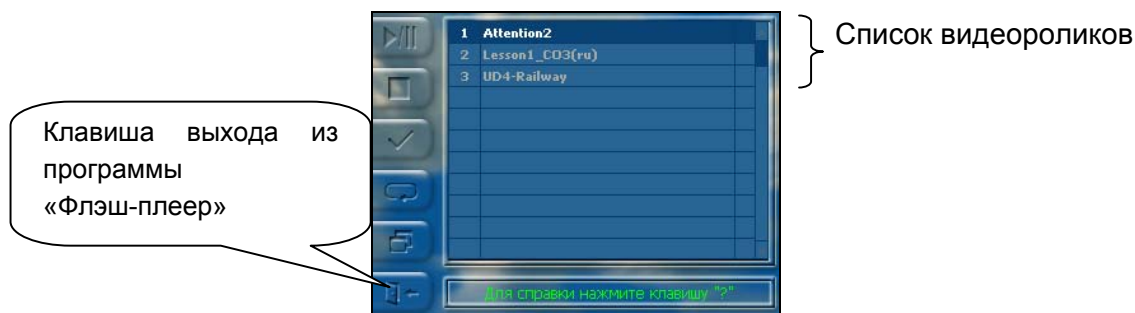 1 Attention2
2 Lesson1_CO3(ru)
3 UD4-Railway
Список видеороликов
Клавиша выхода из
программы
«Флэш-плеер»
Для справки нажмите клавишу "?"